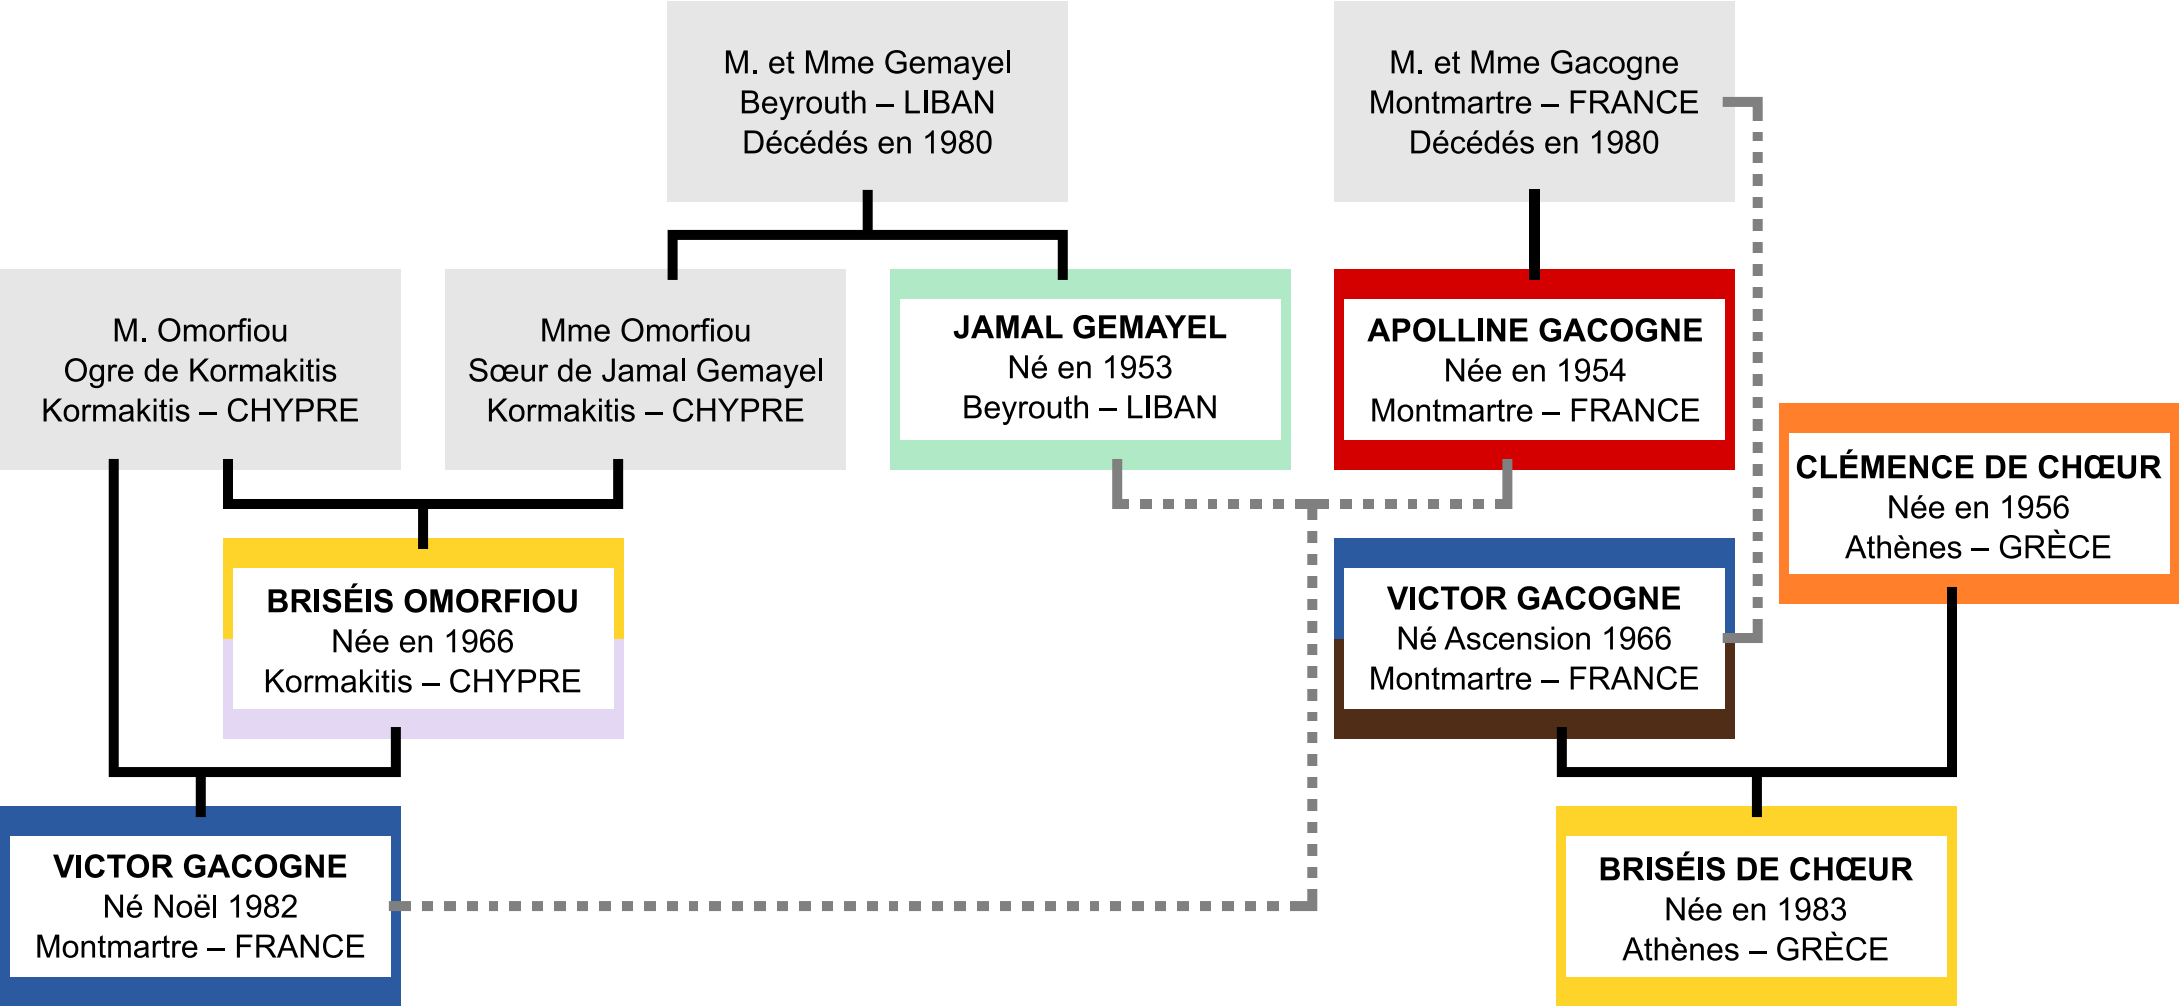 M. et Mme Gemayel
Beyrouth – LIBAN
Décédés en 1980
M. et Mme Gacogne
Montmartre – FRANCE
Décédés en 1980
M. Omorfiou
Ogre de Kormakitis
Kormakitis – CHYPRE
Mme Omorfiou
Sœur de Jamal Gemayel
Kormakitis – CHYPRE
JAMAL GEMAYEL
Né en 1953
Beyrouth – LIBAN
APOLLINE GACOGNE
Née en 1954
Montmartre – FRANCE
CLÉMENCE DE CHŒUR
Née en 1956
Athènes – GRÈCE
BRISÉIS OMORFIOU
Née en 1966
Kormakitis – CHYPRE
VICTOR GACOGNE
Né Ascension 1966
Montmartre – FRANCE
VICTOR GACOGNE
Né Noël 1982
Montmartre – FRANCE
BRISÉIS DE CHŒUR
Née en 1983
Athènes – GRÈCE